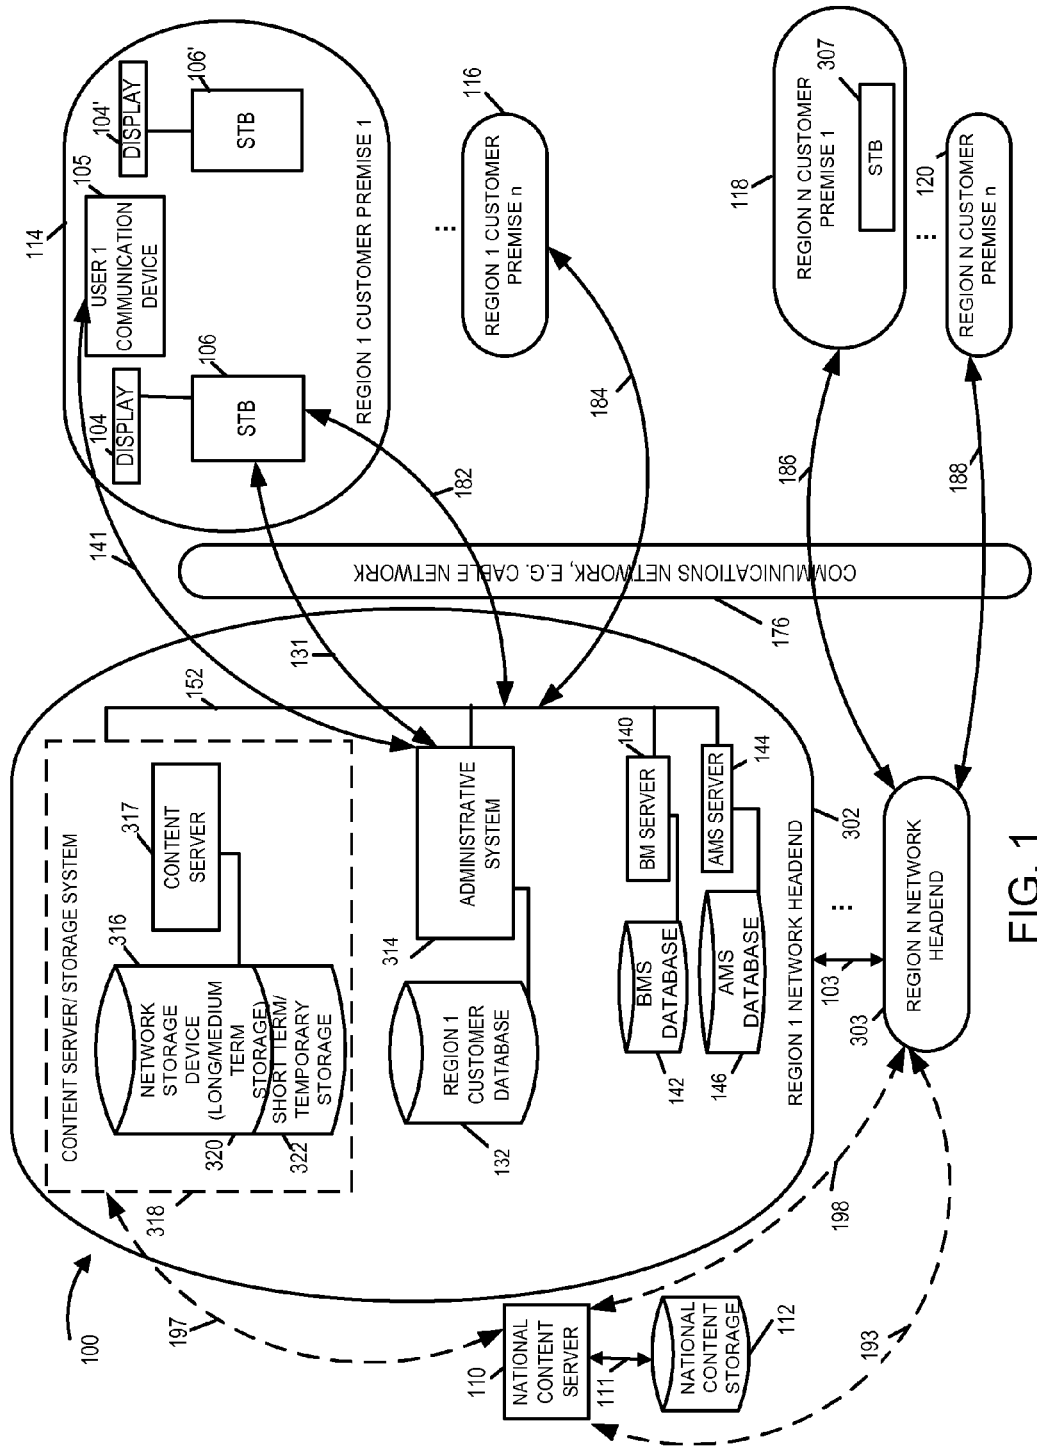 100
CONTENT SERVER/ STORAGE SYSTEM
316
NETWORK
STORAGE
DEVICE
(LONG/MEDIUM
TERM
STORAGE)
SHORT TERM/
TEMPORARY
STORAGE
320
322
318
317
CONTENT
SERVER
152
314
ADMINISTRATIVE
SYSTEM
REGION 1
CUSTOMER
DATABASE
132
140
BM SERVER
BMS
DATABASE
142
144
AMS SERVER
AMS
DATABASE
146
REGION 1 NETWORK HEADEND
302
197
110
NATIONAL
CONTENT
SERVER
111
NATIONAL
CONTENT
STORAGE
112
198
193
103
...
303
REGION N NETWORK
HEADEND
141
131
182
184
186
188
COMMUNICATIONS NETWORK, E.G. CABLE NETWORK
176
114
104
DISPLAY
106
STB
105
USER 1
COMMUNICATION
DEVICE
104'
DISPLAY
106'
STB
REGION 1 CUSTOMER PREMISE 1
...
116
REGION 1 CUSTOMER
PREMISE n
118
REGION N CUSTOMER
PREMISE 1
307
STB
...
120
REGION N CUSTOMER
PREMISE n
FIG. 1